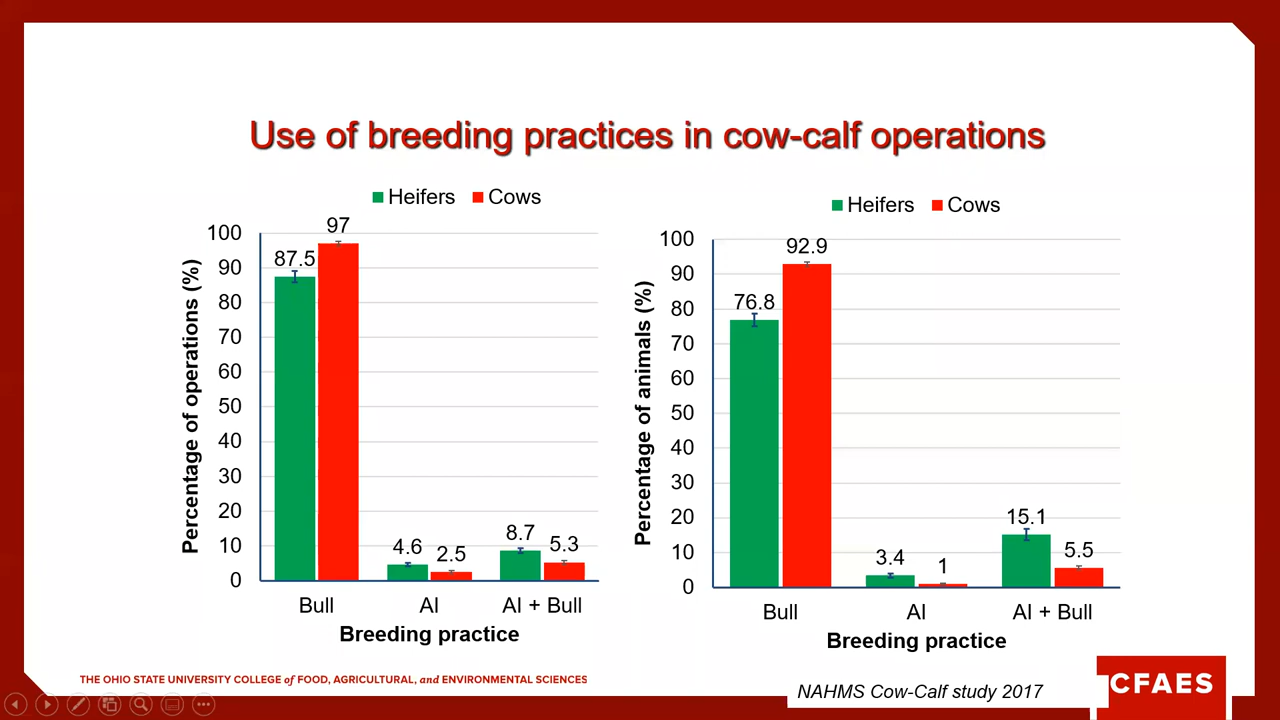 Use of breeding practices in cow-calf operations
Heifers Cows
Percentage of operations (%)
100
90
80
70
60
50
40
30
20
10
0
87.5
97
4.6
2.5
8.7
5.3
Bull AI AI + Bull
Breeding practice
Heifers Cows
Percentage of animals (%)
100
90
80
70
60
50
40
30
20
10
0
76.8
92.9
3.4
1
15.1
5.5
Bull AI AI + Bull
Breeding practice
THE OHIO STATE UNIVERSITY COLLEGE of FOOD, AGRICULTURAL, and ENVIRONMENTAL SCIENCES
NAHMS Cow-Calf study 2017
CFAES